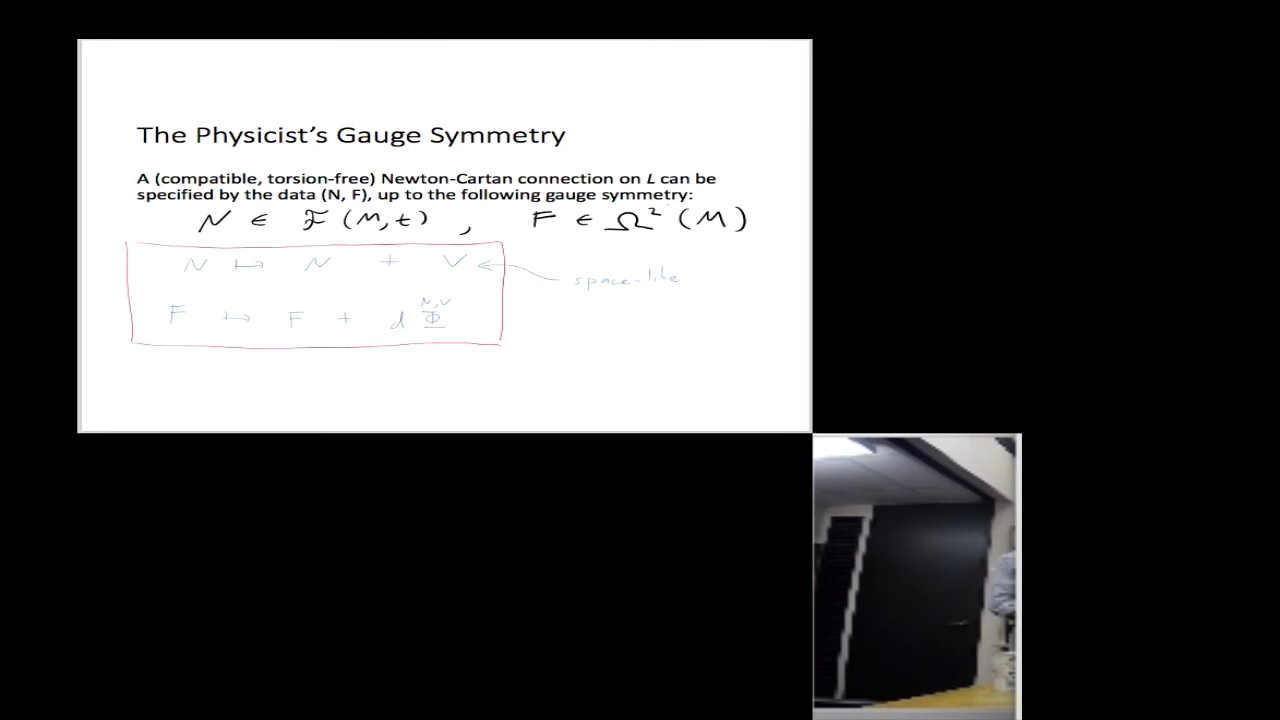 The Physicist's Gauge Symmetry
A (compatible, torsion-free) Newton-Cartan connection on L can be
specified by the data (N, F), up to the following gauge symmetry:
N ∈ ℱ(M,t) , F ∈ Ω²(M)
N ↦ N + V ← space-like
F ↦ F + d Φ^{N,V}